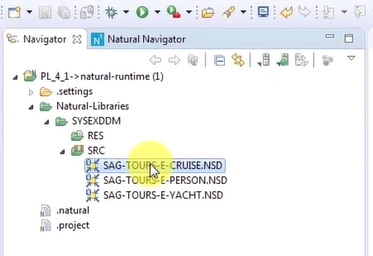 Navigator
Natural Navigator
PL_4_1->natural-runtime (1)
.settings
Natural-Libraries
SYSEXDDM
RES
SRC
SAG-TOURS-E-CRUISE.NSD
SAG-TOURS-E-PERSON.NSD
SAG-TOURS-E-YACHT.NSD
.natural
.project